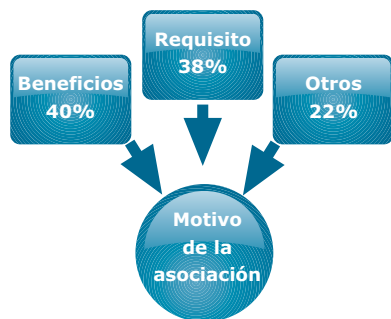 Beneficios
40%
Requisito
38%
Otros
22%
Motivo
de la
asociación